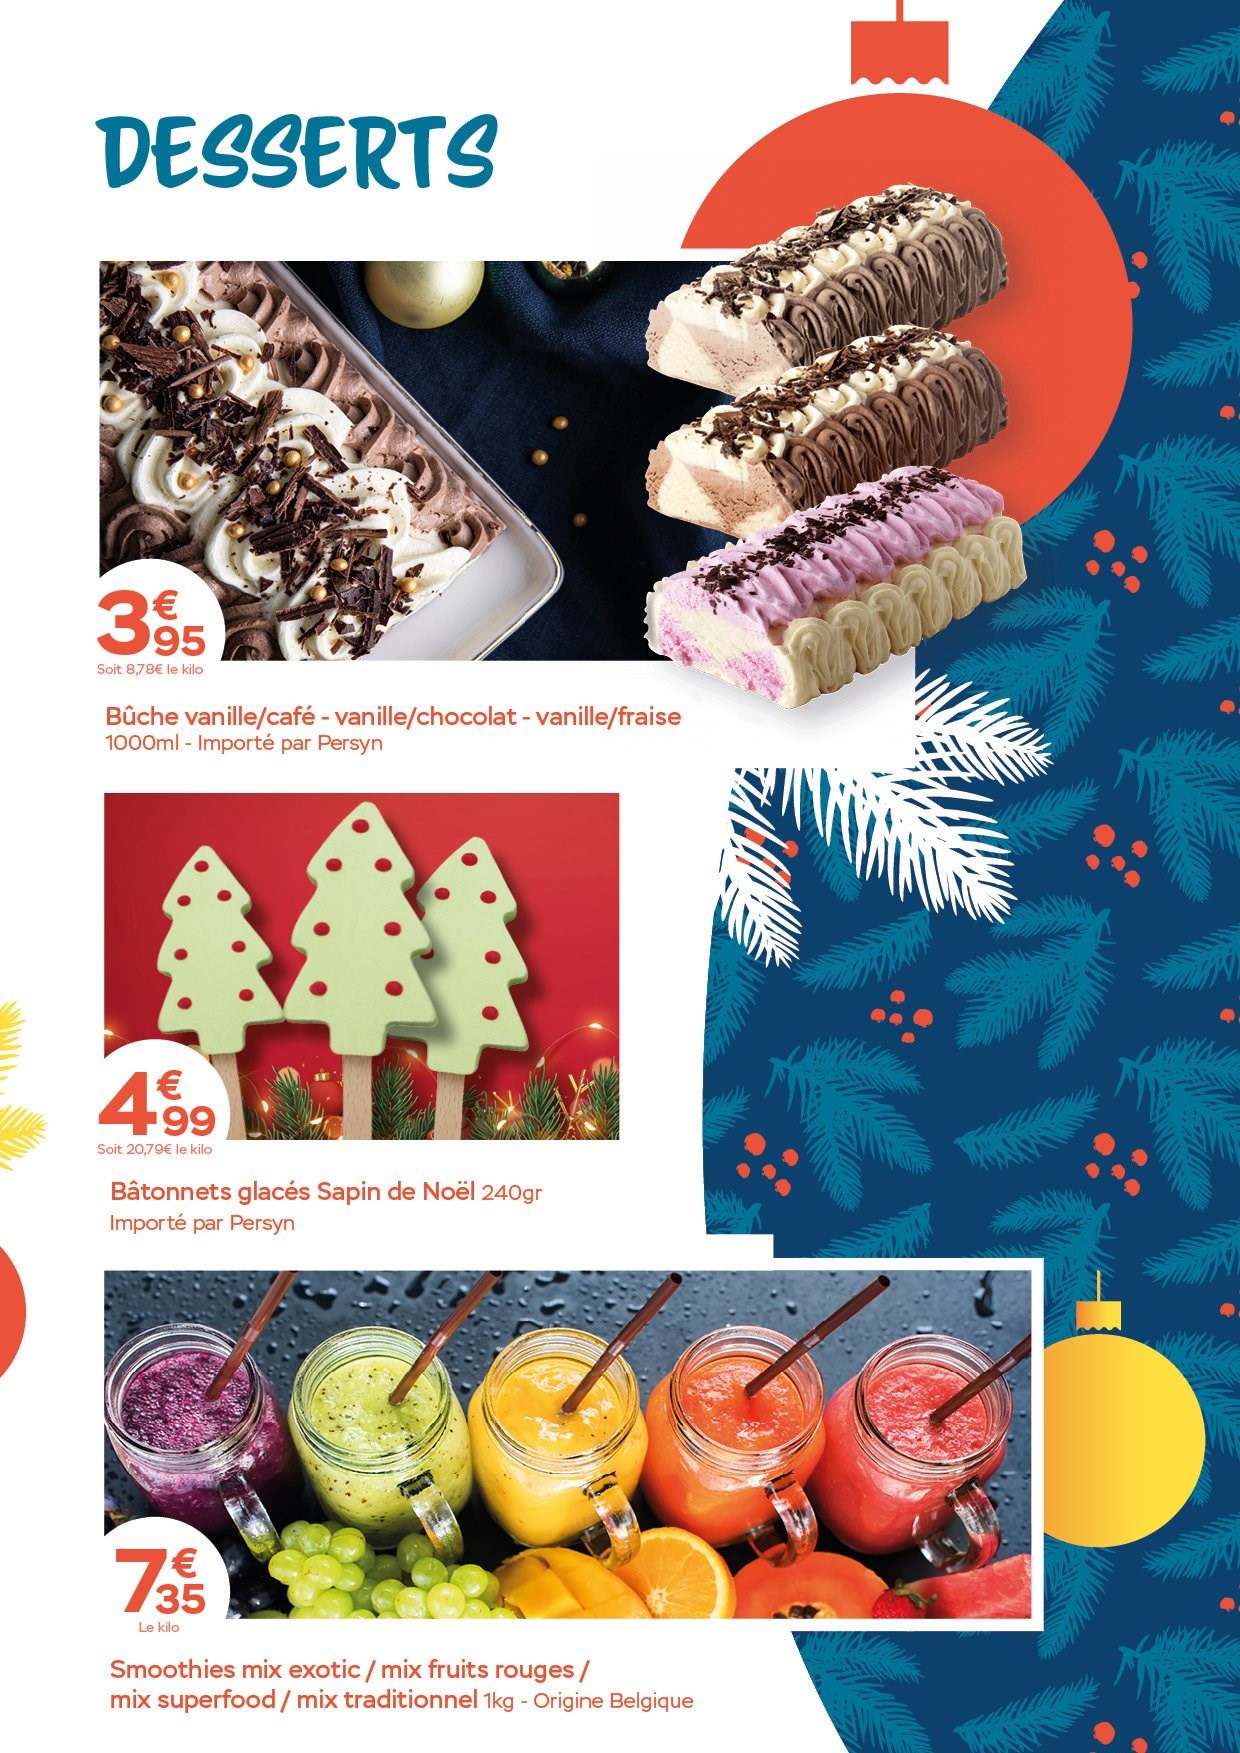 DESSERTS
3€95
Soit 8,78€ le kilo
Bûche vanille/café - vanille/chocolat - vanille/fraise
1000ml - Importé par Persyn
4€99
Soit 20,79€ le kilo
Bâtonnets glacés Sapin de Noël 240gr
Importé par Persyn
7€35
Le kilo
Smoothies mix exotic / mix fruits rouges /
mix superfood / mix traditionnel 1kg - Origine Belgique